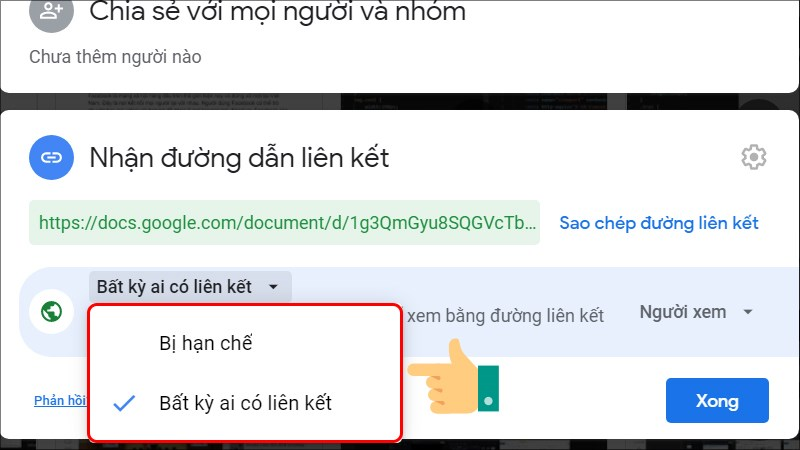 Chia sẻ với mọi người và nhóm
Chưa thêm người nào
Nhận đường dẫn liên kết
https://docs.google.com/document/d/1g3QmGyu8SQGVcTb...
Sao chép đường liên kết
Bất kỳ ai có liên kết
xem bằng đường liên kết
Người xem
Bị hạn chế
Bất kỳ ai có liên kết
Phản hồi
Xong